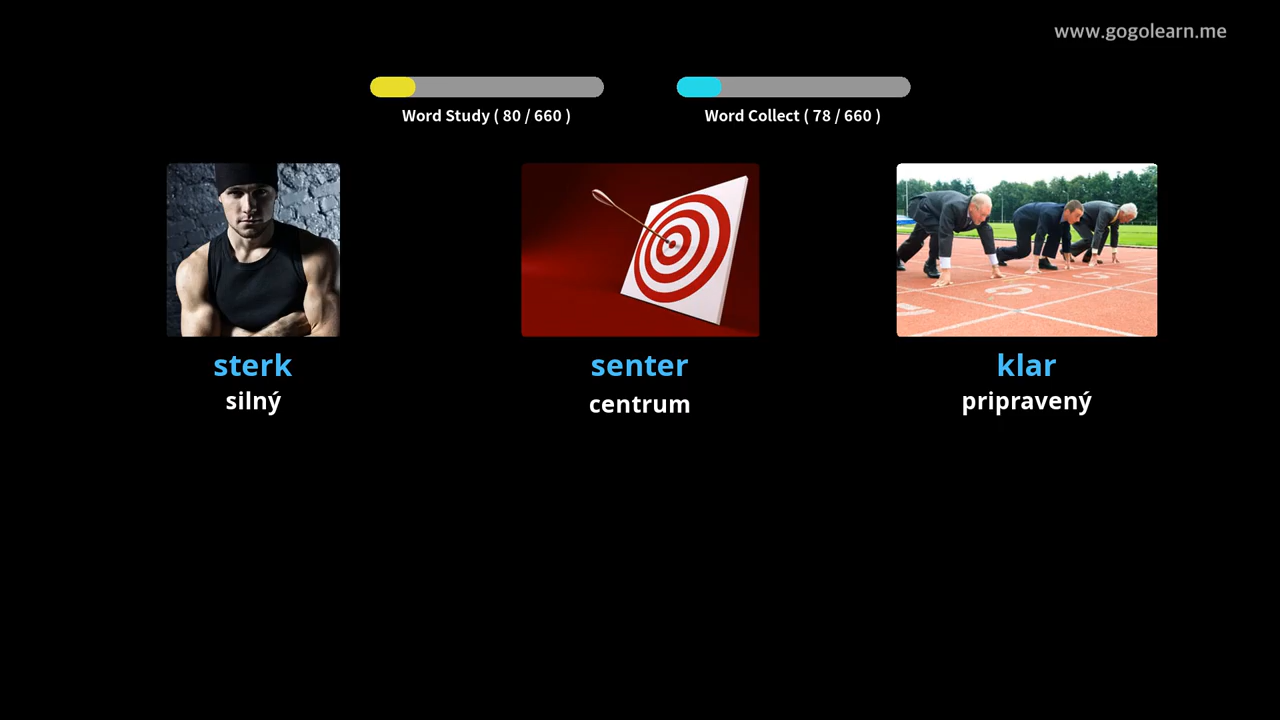 www.gogolearn.me
Word Study ( 80 / 660 )
Word Collect ( 78 / 660 )
sterk
silný
senter
centrum
klar
pripravený